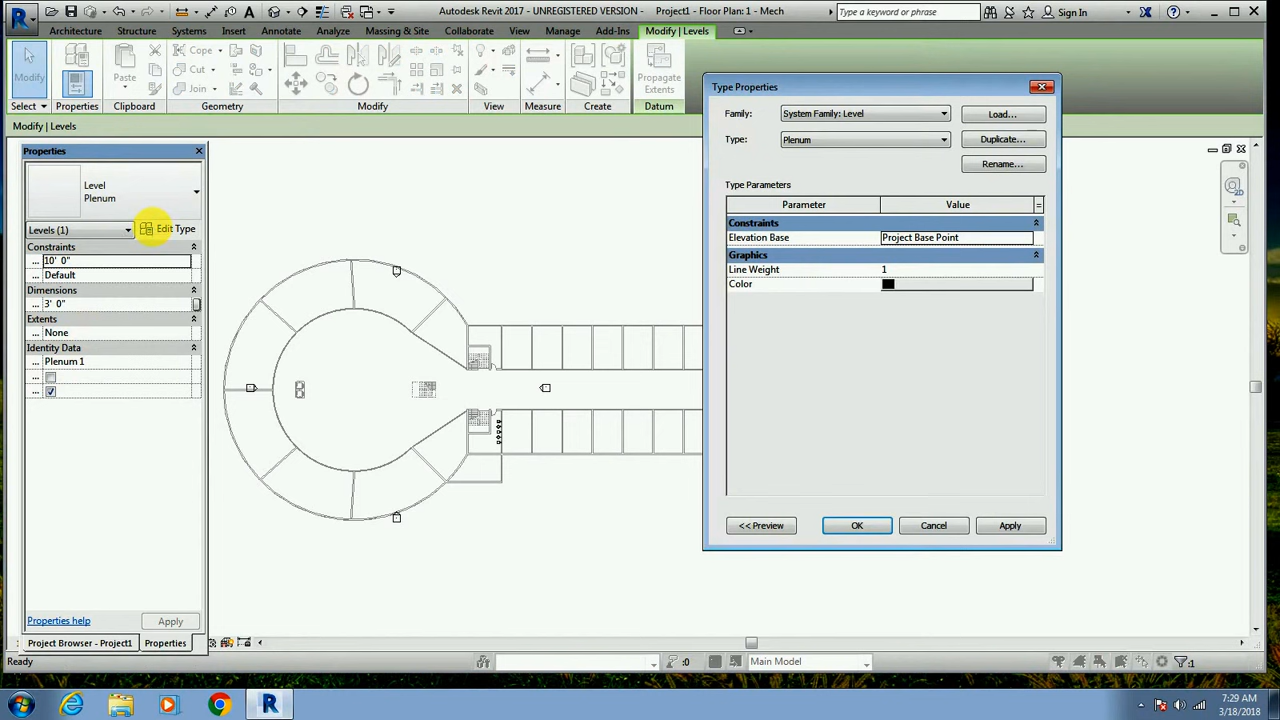 Autodesk Revit 2017 - UNREGISTERED VERSION - Project1 - Floor Plan: 1 - Mech
Type a keyword or phrase
Sign In
Architecture Structure Systems Insert Annotate Analyze Massing & Site Collaborate View Manage Add-Ins Modify | Levels
Cope
Cut
Join
Modify
Paste
Propagate
Extents
Select Properties Clipboard Geometry Modify View Measure Create Datum
Modify | Levels
Properties
Level
Plenum
Levels (1)
Edit Type
Constraints
... 10' 0"
... Default
Dimensions
... 3' 0"
Extents
... None
Identity Data
... Plenum 1
...
...
Properties help
Apply
Project Browser - Project1
Properties
Type Properties
Family: System Family: Level Load...
Type: Plenum Duplicate...
Rename...
Type Parameters
Parameter Value =
Constraints
Elevation Base Project Base Point
Graphics
Line Weight 1
Color
<< Preview OK Cancel Apply
Ready
:0
Main Model
:1
7:29 AM
3/18/2018